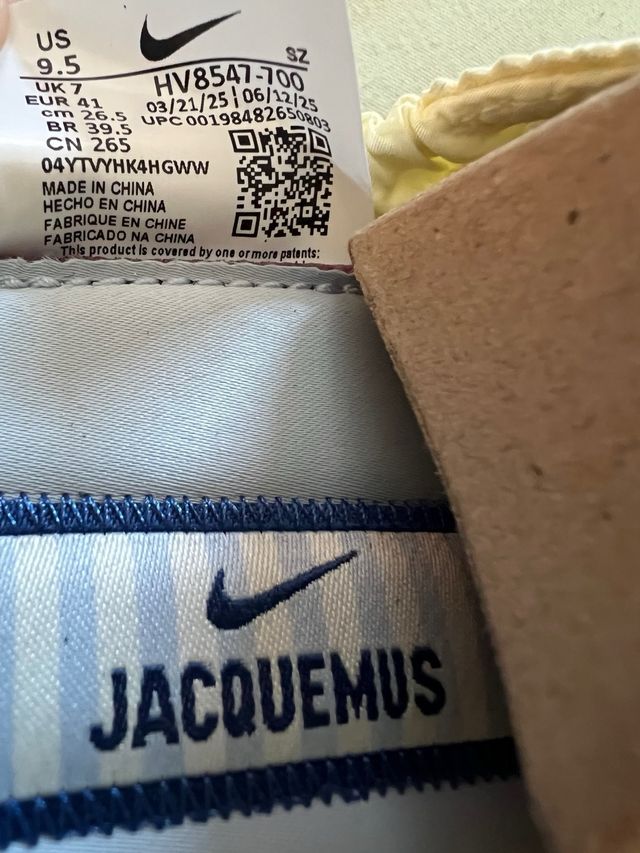 US
9.5
UK 7
EUR 41
cm 26.5
BR 39.5
CN 265
SZ
HV8547-700
03/21/25 | 06/12/25
UPC 00198482650803
04YTVYHK4HGWW
MADE IN CHINA
HECHO EN CHINA
FABRIQUE EN CHINE
FABRICADO NA CHINA
This product is covered by one or more patents:
JACQUEMUS